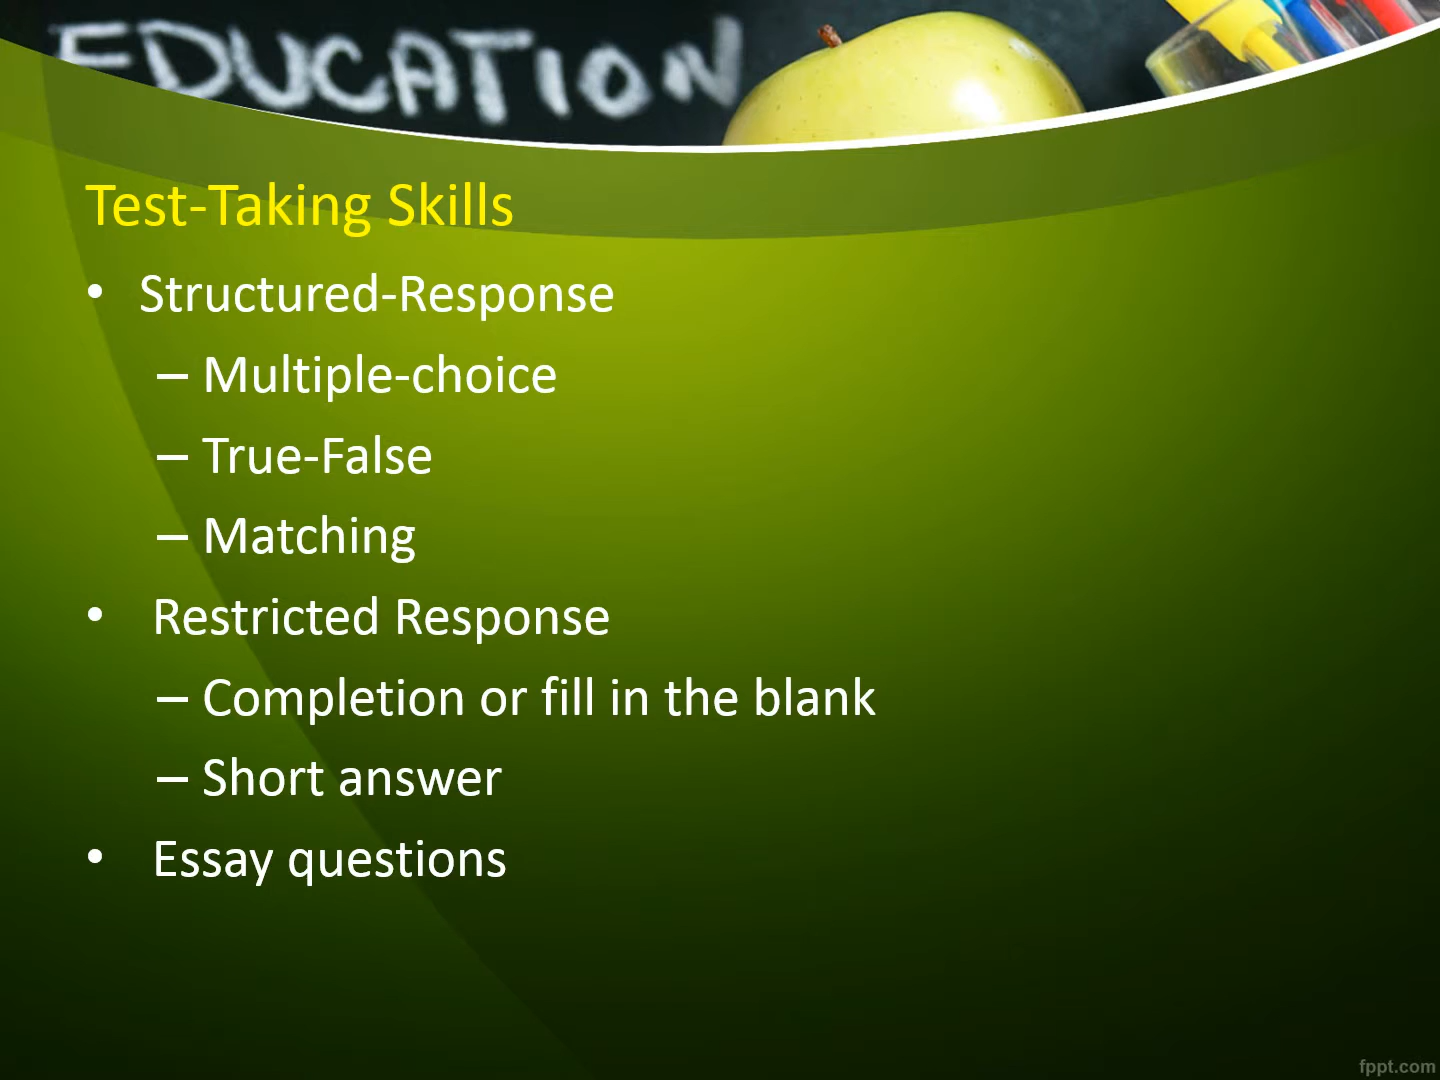 EDUCATION
Test-Taking Skills
• Structured-Response
– Multiple-choice
– True-False
– Matching
• Restricted Response
– Completion or fill in the blank
– Short answer
• Essay questions
fppt.com